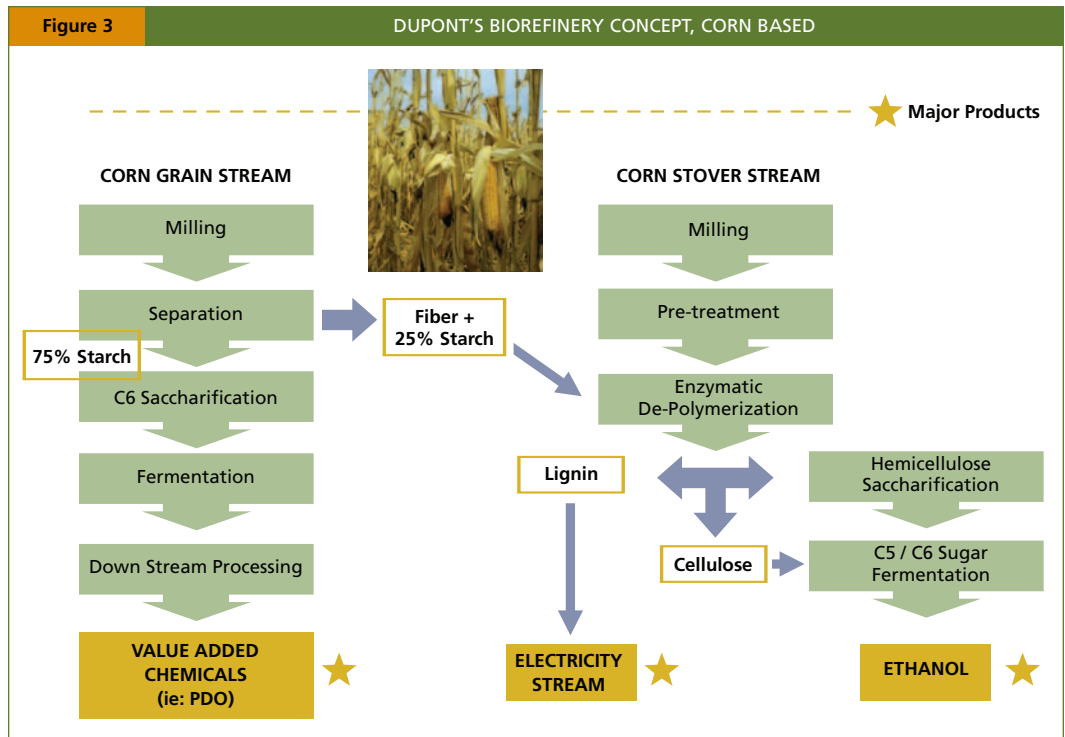 Figure 3
DUPONT'S BIOREFINERY CONCEPT, CORN BASED
Major Products
CORN GRAIN STREAM
CORN STOVER STREAM
Milling
Milling
Separation
Fiber +
25% Starch
Pre-treatment
75% Starch
C6 Saccharification
Enzymatic
De-Polymerization
Fermentation
Lignin
Hemicellulose
Saccharification
Down Stream Processing
Cellulose
C5 / C6 Sugar
Fermentation
VALUE ADDED
CHEMICALS
(ie: PDO)
ELECTRICITY
STREAM
ETHANOL